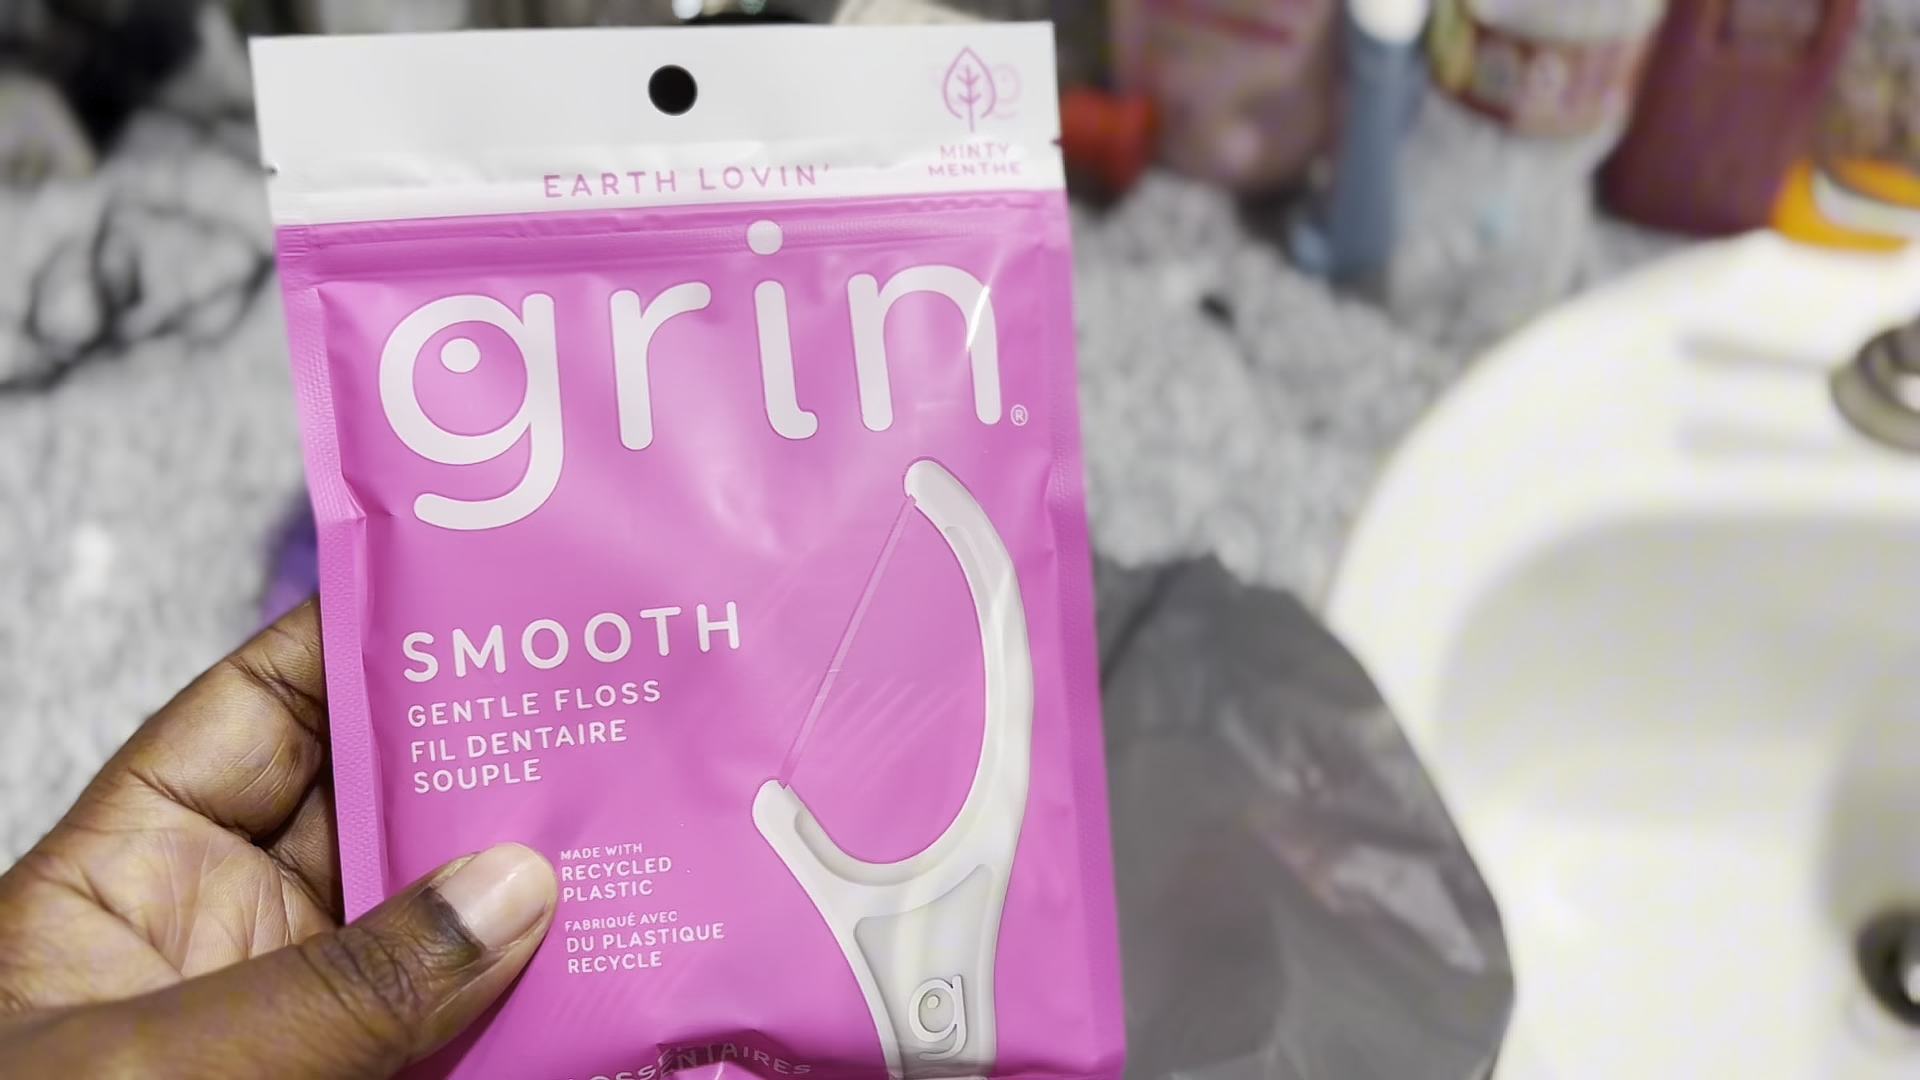 EARTH LOVIN'
MINTY
MENTHE
grin®
SMOOTH
GENTLE FLOSS
FIL DENTAIRE
SOUPLE
MADE WITH
RECYCLED
PLASTIC
FABRIQUÉ AVEC
DU PLASTIQUE
RECYCLE
g